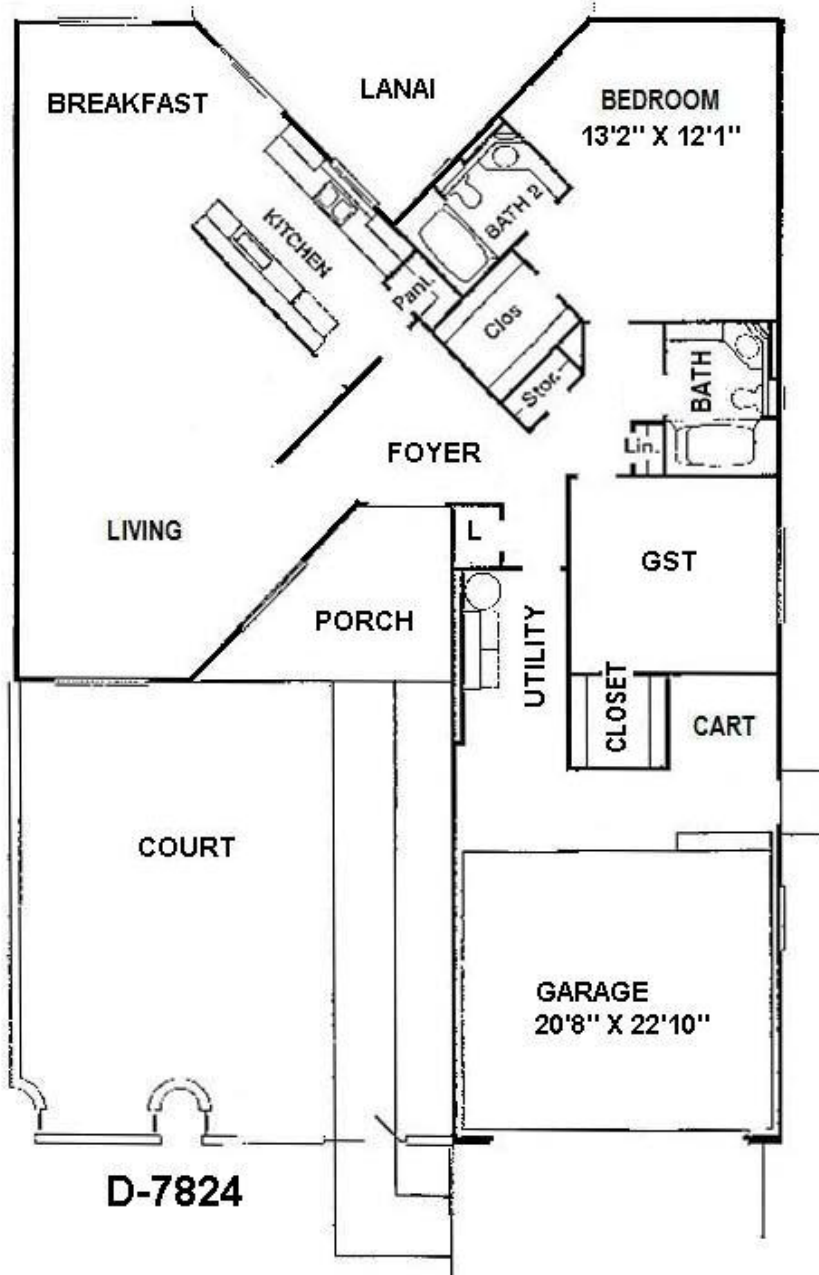 BREAKFAST
LANAI
BEDROOM
13'2" X 12'1"
KITCHEN
BATH 2
Pant.
Clos
Stor.
BATH
Lin.
FOYER
LIVING
L
GST
PORCH
UTILITY
CLOSET
CART
COURT
GARAGE
20'8" X 22'10"
D-7824